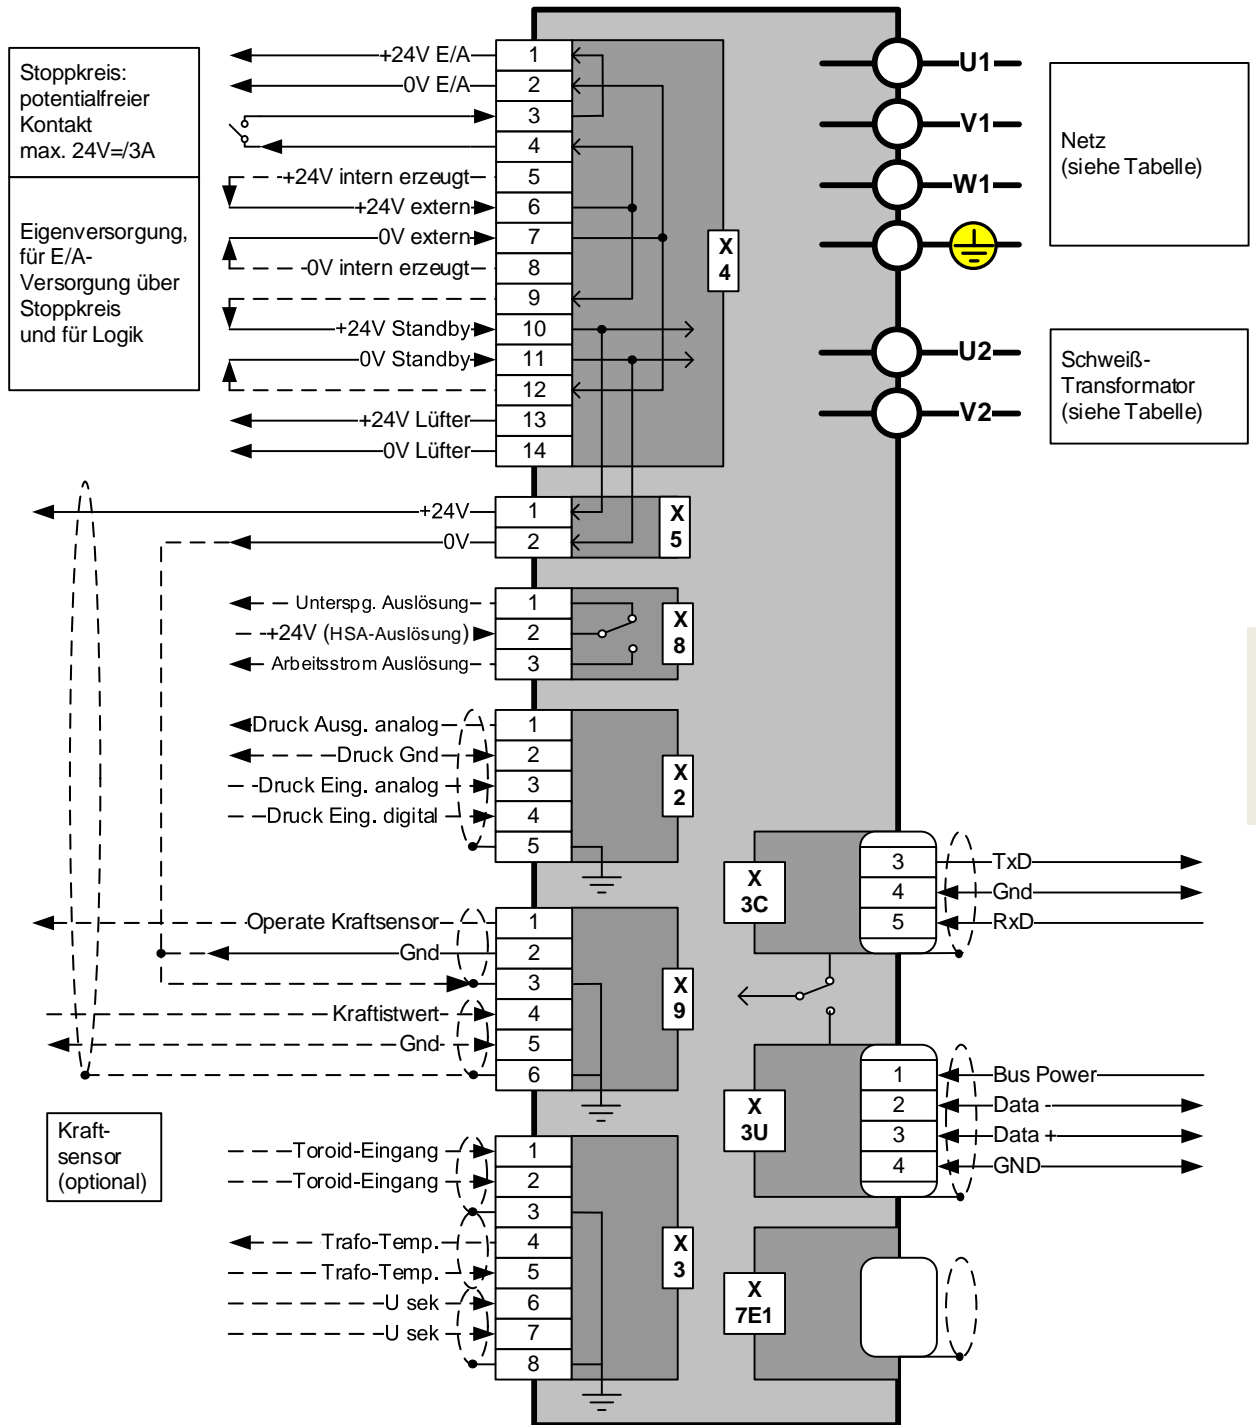 Stoppkreis:
potentialfreier
Kontakt
max. 24V=/3A
Eigenversorgung,
für E/A-
Versorgung über
Stoppkreis
und für Logik
+24V E/A 1
0V E/A 2
3
4
+24V intern erzeugt 5
+24V extern 6
0V extern 7
0V intern erzeugt 8
9
+24V Standby 10
0V Standby 11
12
+24V Lüfter 13
0V Lüfter 14
X
4
+24V 1
0V 2
X
5
Unterspg. Auslösung 1
+24V (HSA-Auslösung) 2
Arbeitsstrom Auslösung 3
X
8
Druck Ausg. analog 1
Druck Gnd 2
Druck Eing. analog 3
Druck Eing. digital 4
5
X
2
Operate Kraftsensor 1
Gnd 2
3
Kraftistwert 4
Gnd 5
6
X
9
Kraft-
sensor
(optional)
Toroid-Eingang 1
Toroid-Eingang 2
3
Trafo-Temp. 4
Trafo-Temp. 5
U sek 6
U sek 7
8
X
3
U1
V1
W1
Netz
(siehe Tabelle)
U2
V2
Schweiß-
Transformator
(siehe Tabelle)
X
3C
3 TxD
4 Gnd
5 RxD
X
3U
1 Bus Power
2 Data -
3 Data +
4 GND
X
7E1